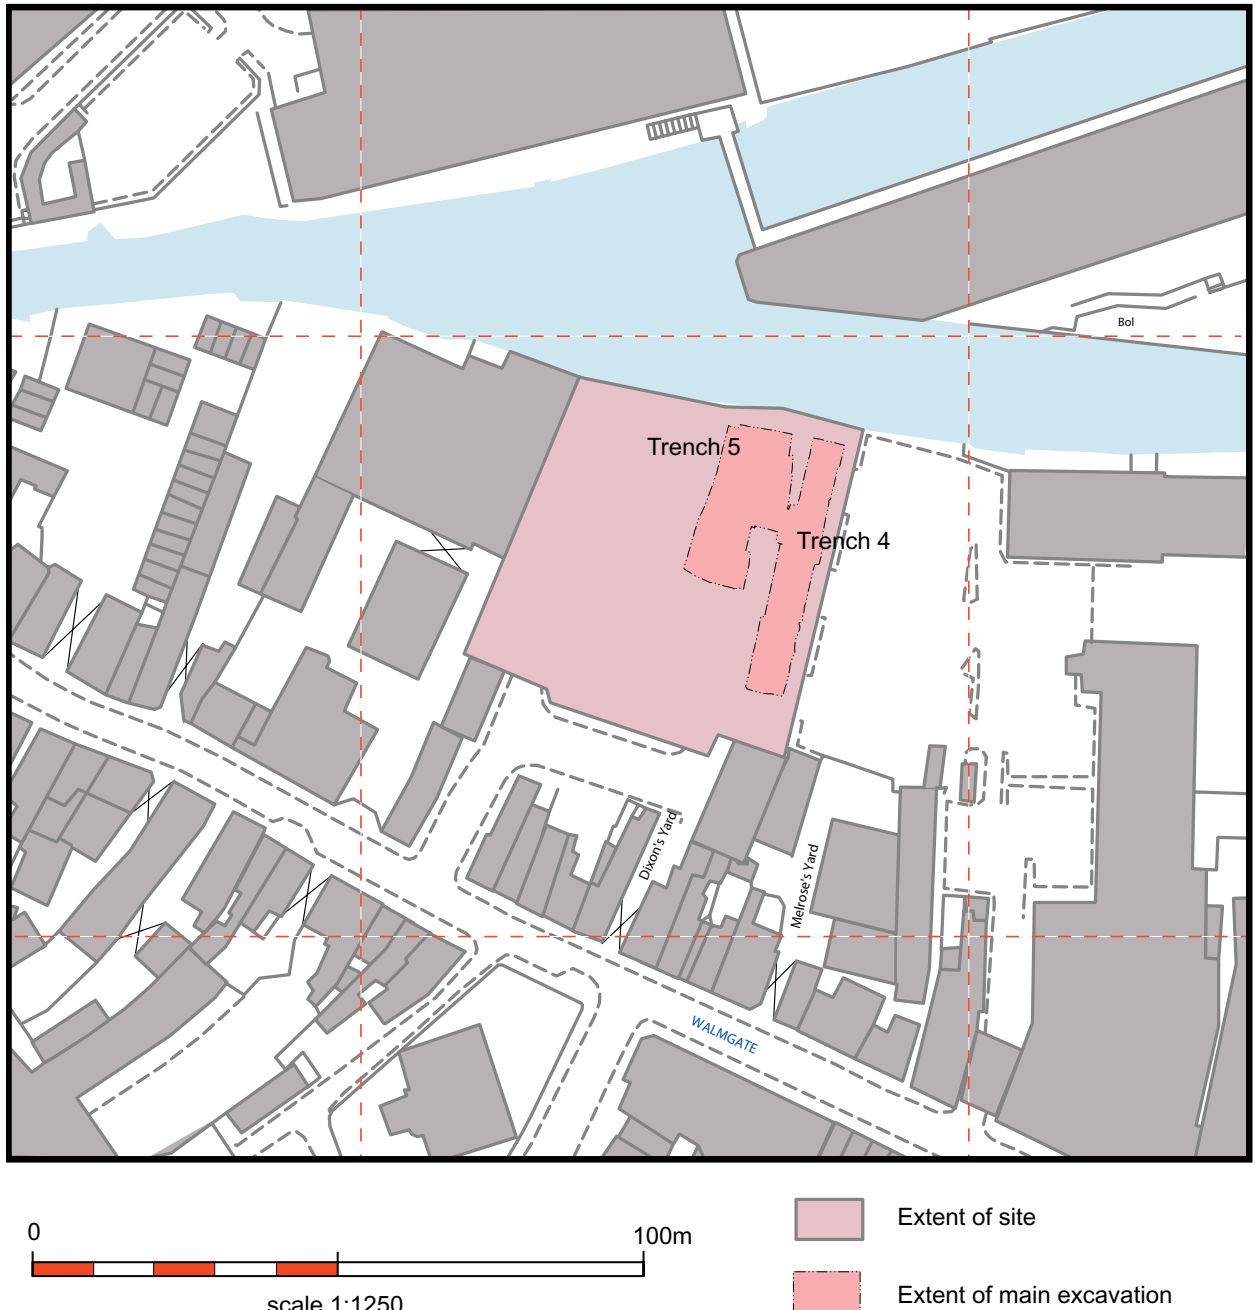 Bol
Trench 5
Trench 4
Dixon's Yard
Melrose's Yard
WALMGATE
0
100m
scale 1:1250
Extent of site
Extent of main excavation